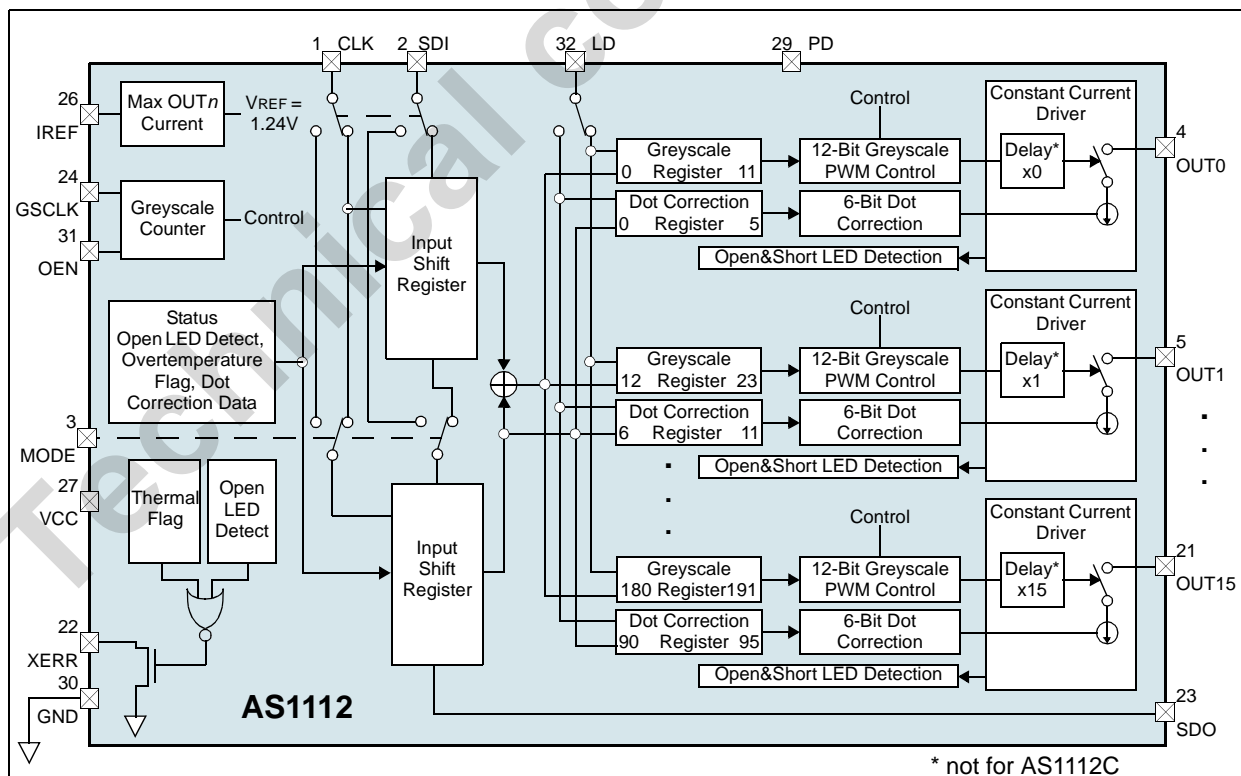 Technical co
1 CLK
2 SDI
32 LD
29 PD
26
IREF
Max OUTn
Current
VREF =
1.24V
24
GSCLK
31
OEN
Greyscale
Counter
Control
Status
Open LED Detect,
Overtemperature
Flag, Dot
Correction Data
3
MODE
27
VCC
Thermal
Flag
Open
LED
Detect
22
XERR
30
GND
AS1112
Input
Shift
Register
Input
Shift
Register
Greyscale
0 Register 11
Dot Correction
0 Register 5
Control
12-Bit Greyscale
PWM Control
6-Bit Dot
Correction
Open&Short LED Detection
Constant Current
Driver
Delay*
x0
4
OUT0
Greyscale
12 Register 23
Dot Correction
6 Register 11
Control
12-Bit Greyscale
PWM Control
6-Bit Dot
Correction
Open&Short LED Detection
Constant Current
Driver
Delay*
x1
5
OUT1
Greyscale
180 Register191
Dot Correction
90 Register 95
Control
12-Bit Greyscale
PWM Control
6-Bit Dot
Correction
Open&Short LED Detection
Constant Current
Driver
Delay*
x15
21
OUT15
23
SDO
* not for AS1112C